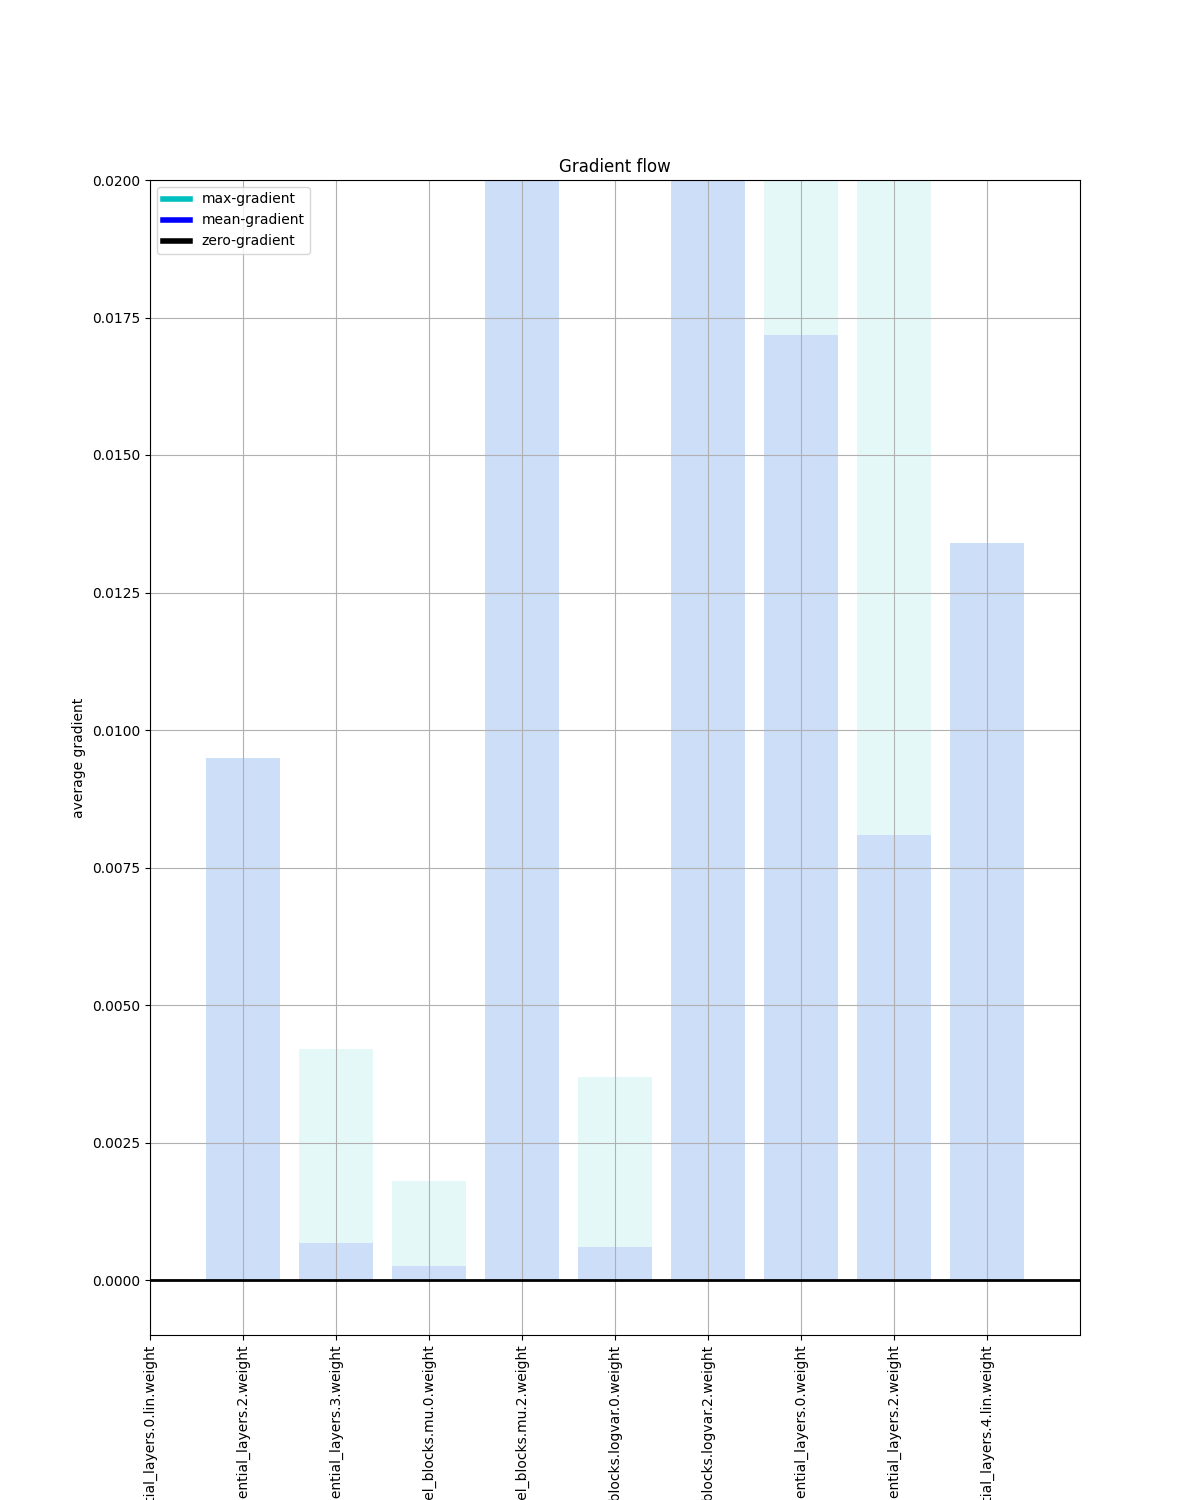 Gradient flow
max-gradient
mean-gradient
zero-gradient
0.0200
0.0175
0.0150
0.0125
0.0100
0.0075
0.0050
0.0025
0.0000
average gradient
tial_layers.0.lin.weight
ential_layers.2.weight
ential_layers.3.weight
el_blocks.mu.0.weight
el_blocks.mu.2.weight
blocks.logvar.0.weight
blocks.logvar.2.weight
ential_layers.0.weight
ential_layers.2.weight
tial_layers.4.lin.weight